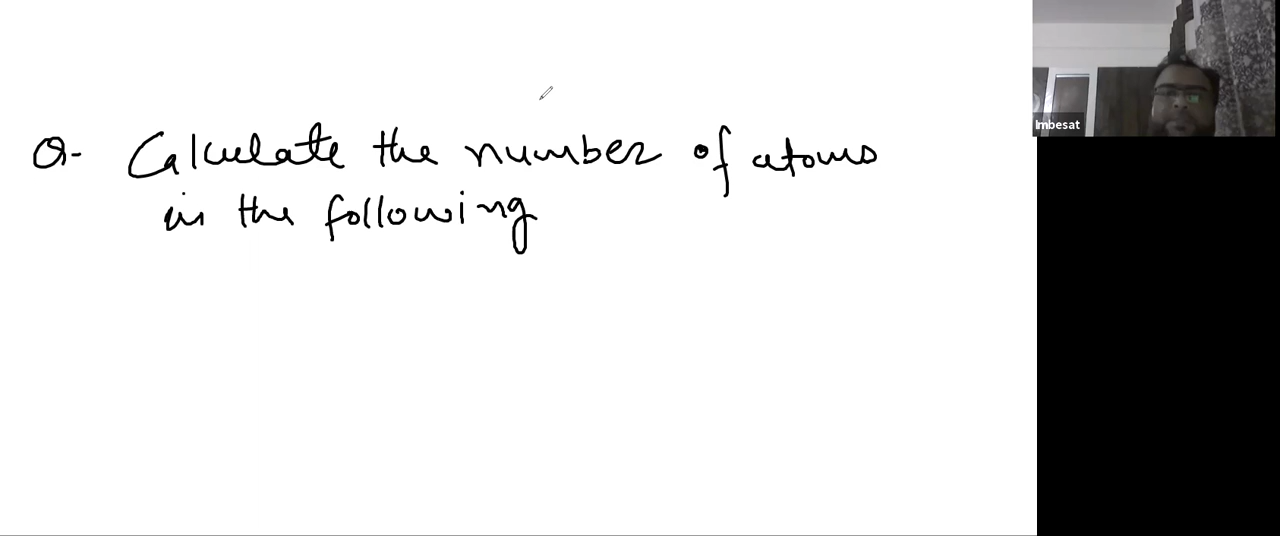 Q- Calculate the number of atoms
in the following
Imbesat